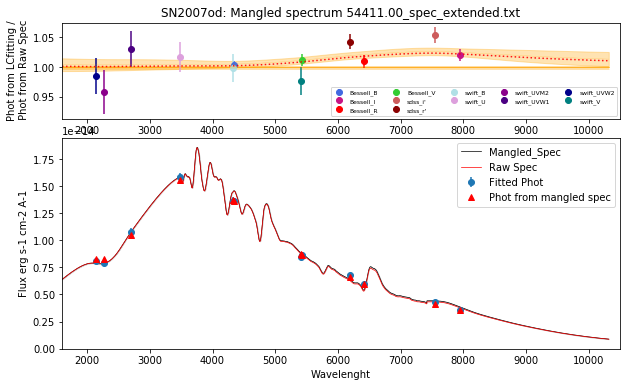 SN2007od: Mangled spectrum 54411.00_spec_extended.txt
Phot from LCfitting /
Phot from Raw Spec
1.05
1.00
0.95
Bessell_B
Bessell_I
Bessell_R
Bessell_V
sdss_i'
sdss_r'
swift_B
swift_U
swift_UVM2
swift_UVW1
swift_UVW2
swift_V
2000 3000 4000 5000 6000 7000 8000 9000 10000
1e−14
Flux erg s-1 cm-2 A-1
1.75
1.50
1.25
1.00
0.75
0.50
0.25
0.00
Mangled_Spec
Raw Spec
Fitted Phot
Phot from mangled spec
2000 3000 4000 5000 6000 7000 8000 9000 10000
Wavelenght